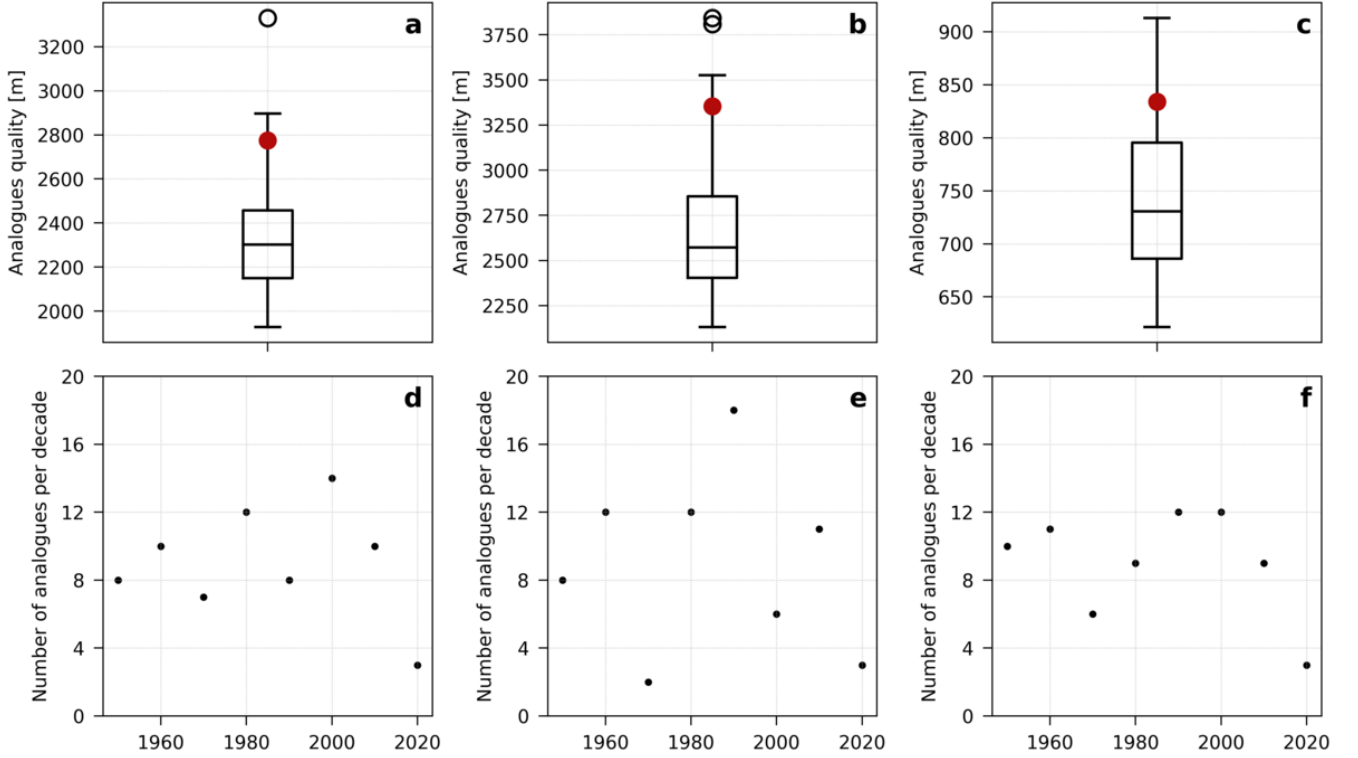 a
Analogues quality [m]
3200
3000
2800
2600
2400
2200
2000
b
Analogues quality [m]
3750
3500
3250
3000
2750
2500
2250
c
Analogues quality [m]
900
850
800
750
700
650
d
Number of analogues per decade
20
16
12
8
4
0
1960 1980 2000 2020
e
Number of analogues per decade
20
16
12
8
4
0
1960 1980 2000 2020
f
Number of analogues per decade
20
16
12
8
4
0
1960 1980 2000 2020